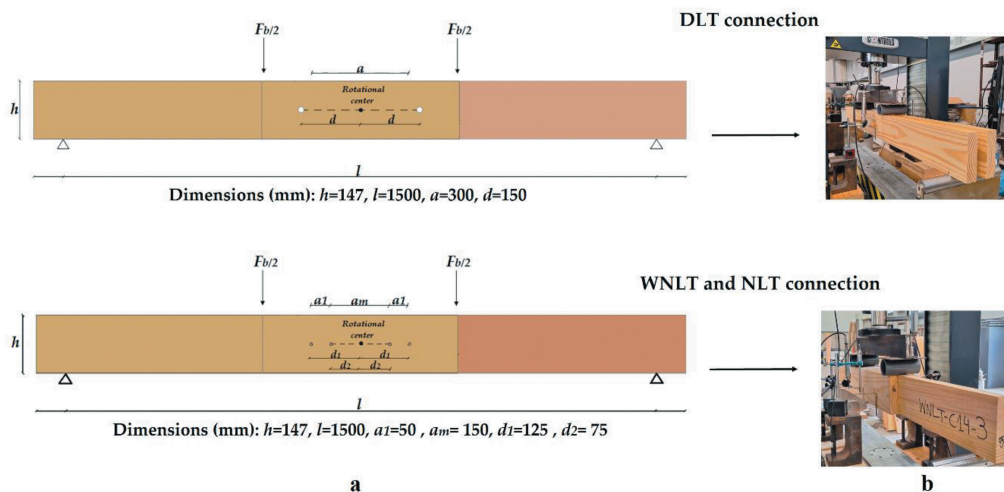 DLT connection
Fb/2
Fb/2
a
Rotational
center
h
d
d
l
Dimensions (mm): h=147, l=1500, a=300, d=150
WNLT and NLT connection
Fb/2
Fb/2
a1
am
a1
Rotational
center
h
d1
d1
d2
d2
l
WNLT-C14-3
Dimensions (mm): h=147, l=1500, a1=50 , am= 150, d1=125 , d2= 75
a
b